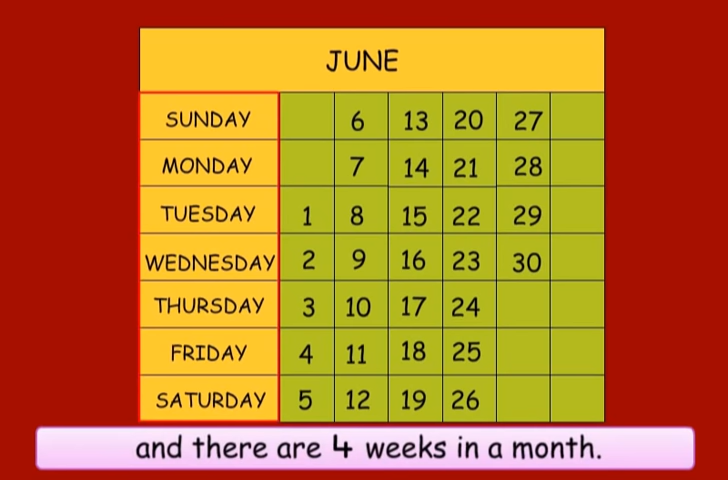 JUNE
SUNDAY 6 13 20 27
MONDAY 7 14 21 28
TUESDAY 1 8 15 22 29
WEDNESDAY 2 9 16 23 30
THURSDAY 3 10 17 24
FRIDAY 4 11 18 25
SATURDAY 5 12 19 26
and there are 4 weeks in a month.